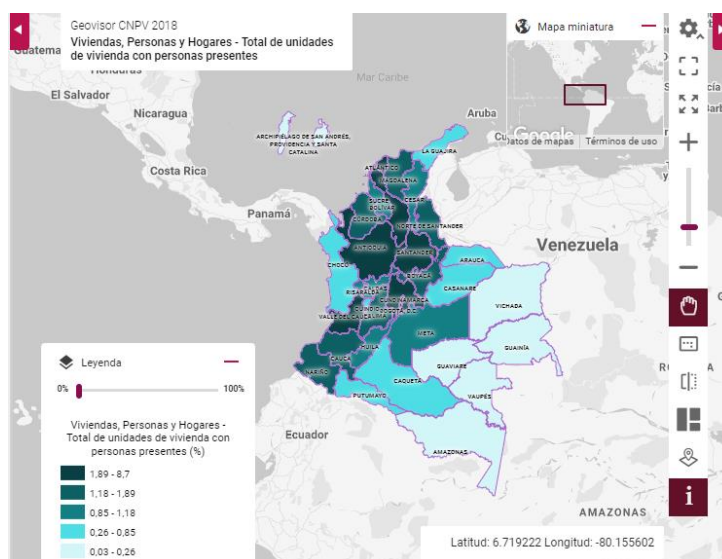 Geovisor CNPV 2018
Viviendas, Personas y Hogares - Total de unidades
de vivienda con personas presentes
Mapa miniatura
Google
Datos de mapas
Términos de uso
El Salvador
Nicaragua
Costa Rica
Panamá
Mar Caribe
Aruba
Venezuela
Ecuador
AMAZONAS
ARCHIPIÉLAGO DE SAN ANDRÉS,
PROVIDENCIA Y SANTA
CATALINA
LA GUAJIRA
ATLÁNTICO
MAGDALENA
CESAR
SUCRE
BOLÍVAR
CÓRDOBA
NORTE DE SANTANDER
ANTIOQUIA
SANTANDER
ARAUCA
CHOCÓ
BOYACÁ
CASANARE
RISARALDA
CALDAS
CUNDINAMARCA
QUINDIO
BOGOTÁ, D.C.
VALLE DEL CAUCA
VICHADA
META
HUILA
GUAINÍA
CAUCA
GUAVIARE
NARIÑO
CAQUETÁ
PUTUMAYO
VAUPÉS
AMAZONAS
Leyenda
0%
100%
Viviendas, Personas y Hogares -
Total de unidades de vivienda con
personas presentes (%)
1,89 - 8,7
1,18 - 1,89
0,85 - 1,18
0,26 - 0,85
0,03 - 0,26
Latitud: 6.719222 Longitud: -80.155602